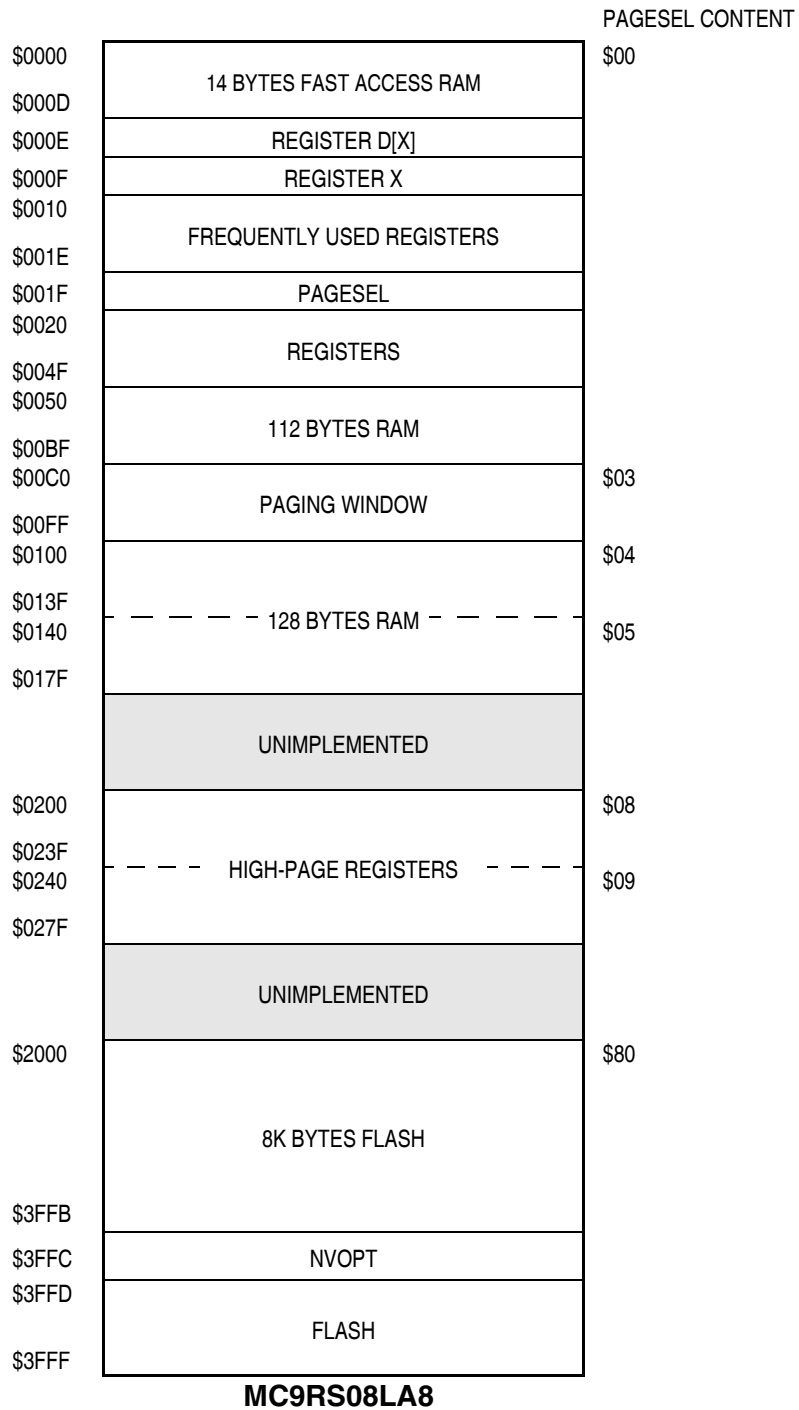 PAGESEL CONTENT
$0000 $00
14 BYTES FAST ACCESS RAM
$000D
$000E REGISTER D[X]
$000F REGISTER X
$0010
FREQUENTLY USED REGISTERS
$001E
$001F PAGESEL
$0020
REGISTERS
$004F
$0050
112 BYTES RAM
$00BF
$00C0 $03
PAGING WINDOW
$00FF
$0100 $04
$013F
128 BYTES RAM
$0140 $05
$017F
UNIMPLEMENTED
$0200 $08
$023F
HIGH-PAGE REGISTERS
$0240 $09
$027F
UNIMPLEMENTED
$2000 $80
8K BYTES FLASH
$3FFB
$3FFC NVOPT
$3FFD
FLASH
$3FFF
MC9RS08LA8